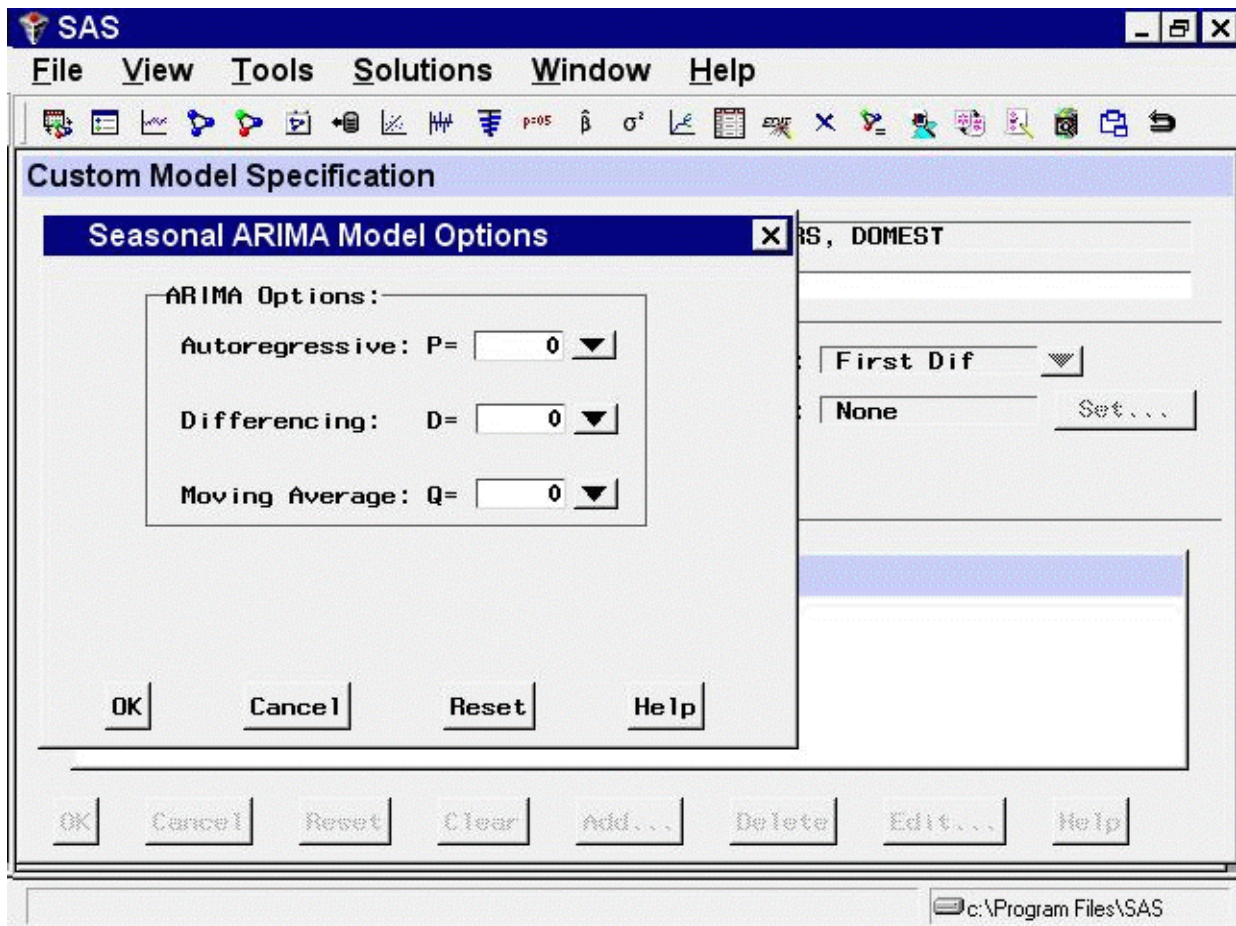 SAS
File View Tools Solutions Window Help
p=05 β̂ σ²
Custom Model Specification
Seasonal ARIMA Model Options
RS, DOMEST
ARIMA Options:
Autoregressive: P= 0
First Dif
Differencing: D= 0
None Set...
Moving Average: Q= 0
OK Cancel Reset Help
OK Cancel Reset Clear Add... Delete Edit... Help
c:\Program Files\SAS